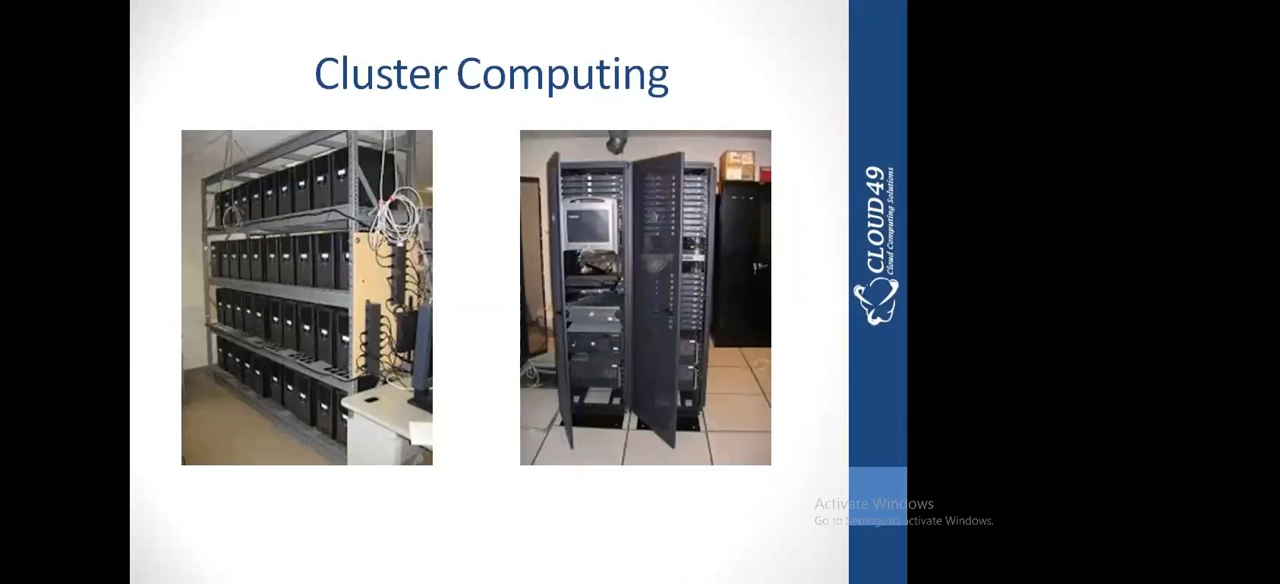 Cluster Computing
CLOUD49
Cloud Computing Solutions
Activate Windows
Go to Settings to activate Windows.